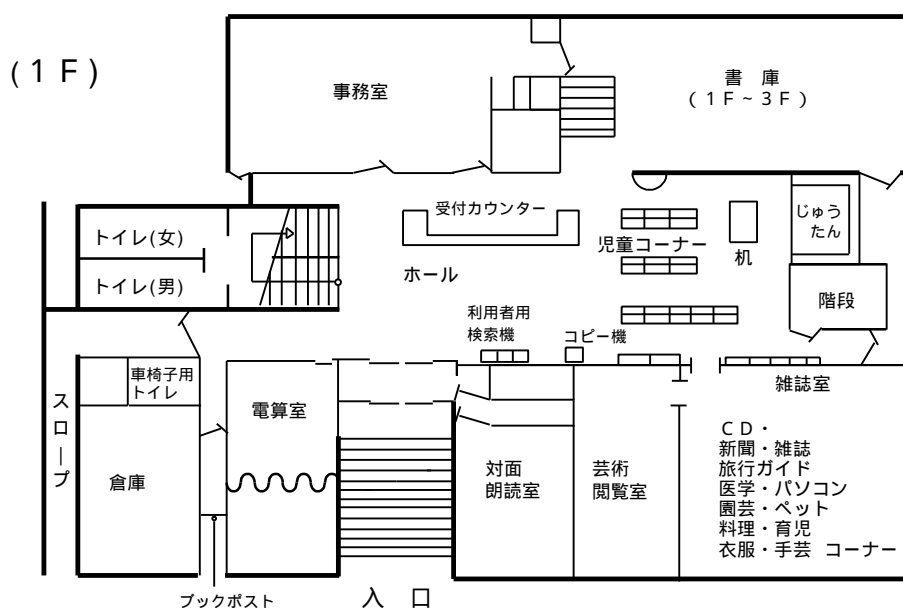 (１Ｆ)
事務室
書　庫
(１Ｆ~３Ｆ)
トイレ(女)
トイレ(男)
受付カウンター
ホール
児童コーナー
机
じゅう
たん
階段
利用者用
検索機
コピー機
車椅子用
トイレ
スロープ
倉庫
電算室
対面
朗読室
芸術
閲覧室
雑誌室
ＣＤ・
新聞・雑誌
旅行ガイド
医学・パソコン
園芸・ペット
料理・育児
衣服・手芸 コーナー
ブックポスト
入　口